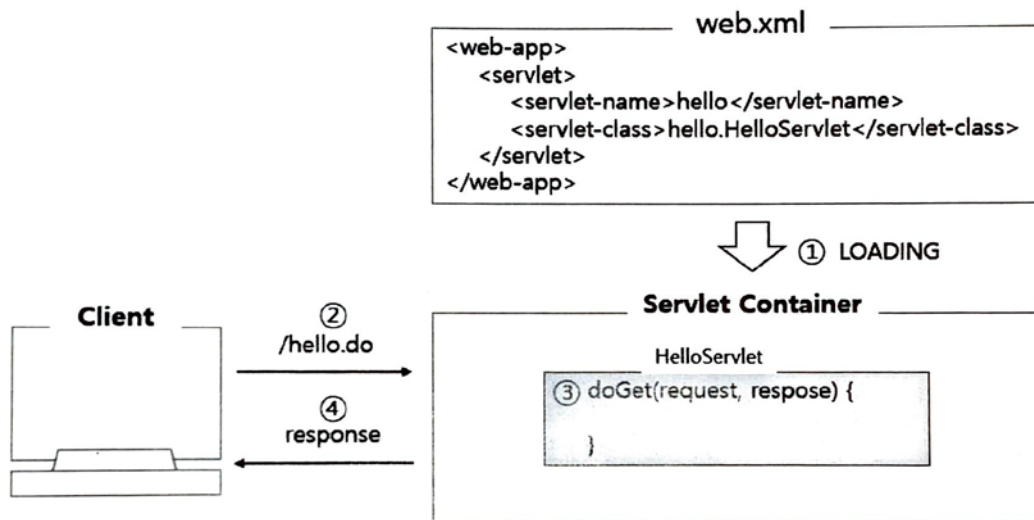 web.xml
<web-app>
<servlet>
<servlet-name>hello</servlet-name>
<servlet-class>hello.HelloServlet</servlet-class>
</servlet>
</web-app>
① LOADING
Client
②
/hello.do
④
response
Servlet Container
HelloServlet
③ doGet(request, respose) {
}